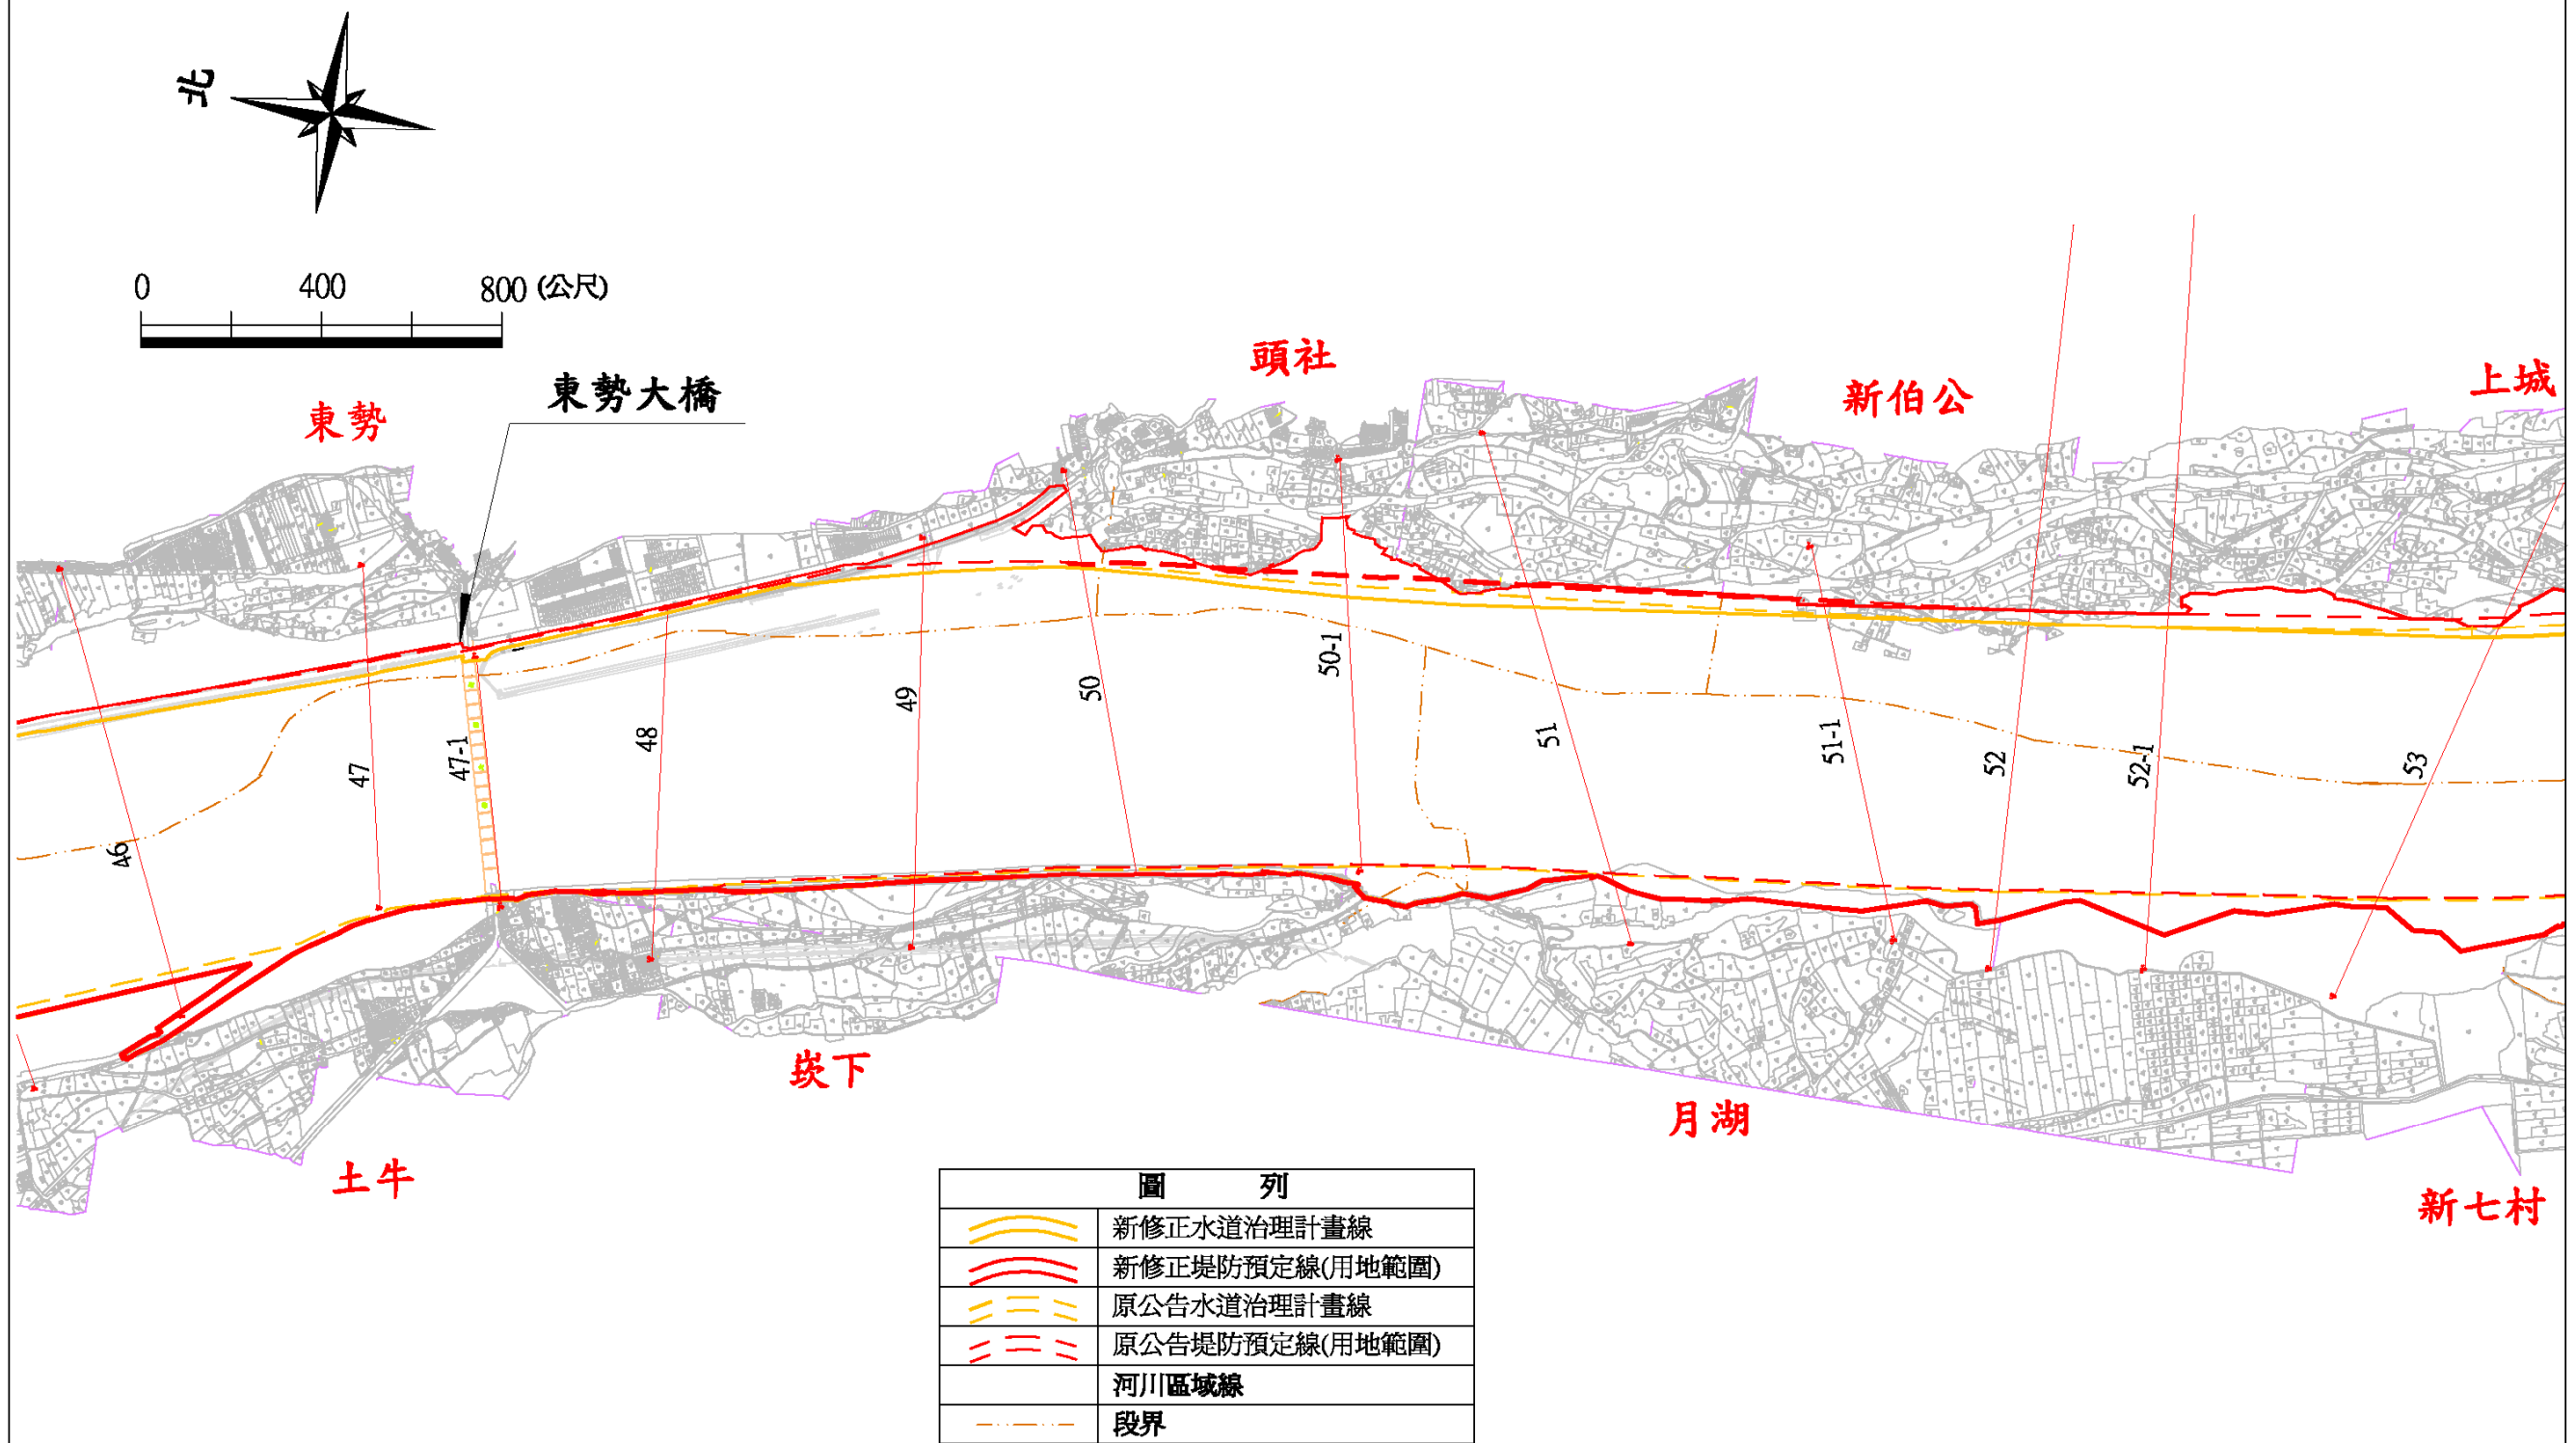 北
0 400 800 (公尺)
東勢
東勢大橋
頭社
新伯公
上城
46
47
47-1
48
49
50
50-1
51
51-1
52
52-1
53
土牛
崁下
月湖
新七村
圖 列
新修正水道治理計畫線
新修正堤防預定線(用地範圍)
原公告水道治理計畫線
原公告堤防預定線(用地範圍)
河川區域線
段界